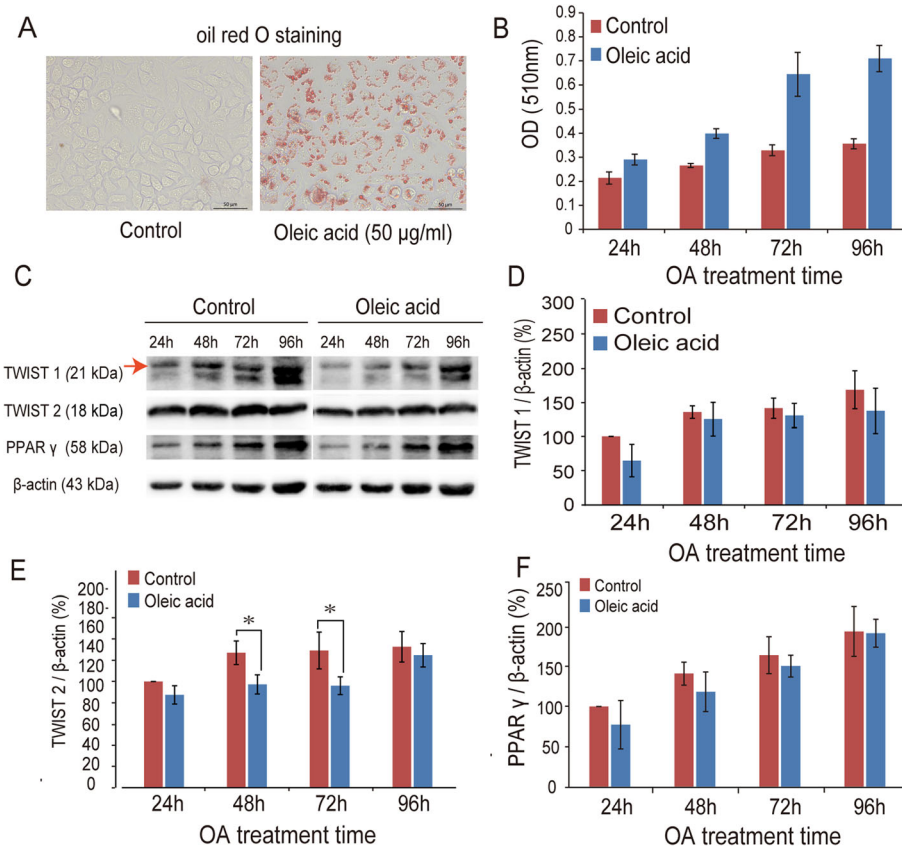 A
oil red O staining
50 μm
50 μm
Control
Oleic acid (50 μg/ml)
B
OD ( 510nm)
0.9
0.8
0.7
0.6
0.5
0.4
0.3
0.2
0.1
0
Control
Oleic acid
24h 48h 72h 96h
OA treatment time
C
Control Oleic acid
24h 48h 72h 96h 24h 48h 72h 96h
TWIST 1 (21 kDa)
TWIST 2 (18 kDa)
PPAR γ (58 kDa)
β-actin (43 kDa)
D
TWIST 1 / β-actin (%)
300
250
200
150
100
50
0
Control
Oleic acid
24h 48h 72h 96h
OA treatment time
E
TWIST 2 / β-actin (%)
200
180
140
120
100
80
60
40
20
0
Control
Oleic acid
* *
24h 48h 72h 96h
OA treatment time
F
PPAR γ / β-actin (%)
250
200
150
100
50
0
Control
Oleic acid
24h 48h 72h 96h
OA treatment time